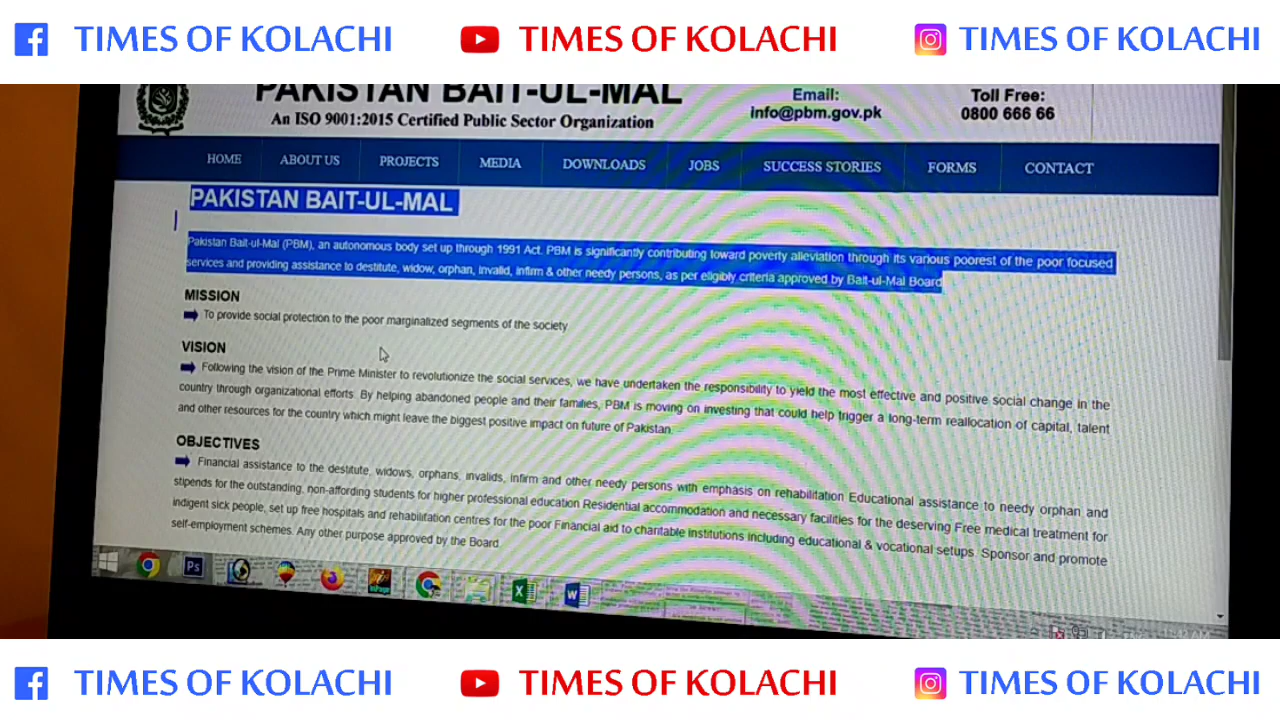 TIMES OF KOLACHI TIMES OF KOLACHI TIMES OF KOLACHI
PAKISTAN BAIT-UL-MAL
An ISO 9001:2015 Certified Public Sector Organization
Email:
info@pbm.gov.pk
Toll Free:
0800 666 66
HOME ABOUT US PROJECTS MEDIA DOWNLOADS JOBS SUCCESS STORIES FORMS CONTACT
PAKISTAN BAIT-UL-MAL
Pakistan Bait-ul-Mal (PBM), an autonomous body set up through 1991 Act. PBM is significantly contributing toward poverty alleviation through its various poorest of the poor focused
services and providing assistance to destitute, widow, orphan, invalid, infirm & other needy persons, as per eligibly criteria approved by Bait-ul-Mal Board
MISSION
To provide social protection to the poor marginalized segments of the society
VISION
Following the vision of the Prime Minister to revolutionize the social services, we have undertaken the responsibility to yield the most effective and positive social change in the
country through organizational efforts. By helping abandoned people and their families, PBM is moving on investing that could help trigger a long-term reallocation of capital, talent
and other resources for the country which might leave the biggest positive impact on future of Pakistan.
OBJECTIVES
Financial assistance to the destitute, widows, orphans, invalids, infirm and other needy persons with emphasis on rehabilitation Educational assistance to needy orphan and
stipends for the outstanding, non-affording students for higher professional education Residential accommodation and necessary facilities for the deserving Free medical treatment for
indigent sick people, set up free hospitals and rehabilitation centres for the poor Financial aid to charitable institutions including educational & vocational setups. Sponsor and promote
self-employment schemes. Any other purpose approved by the Board.
Ps
TIMES OF KOLACHI TIMES OF KOLACHI TIMES OF KOLACHI